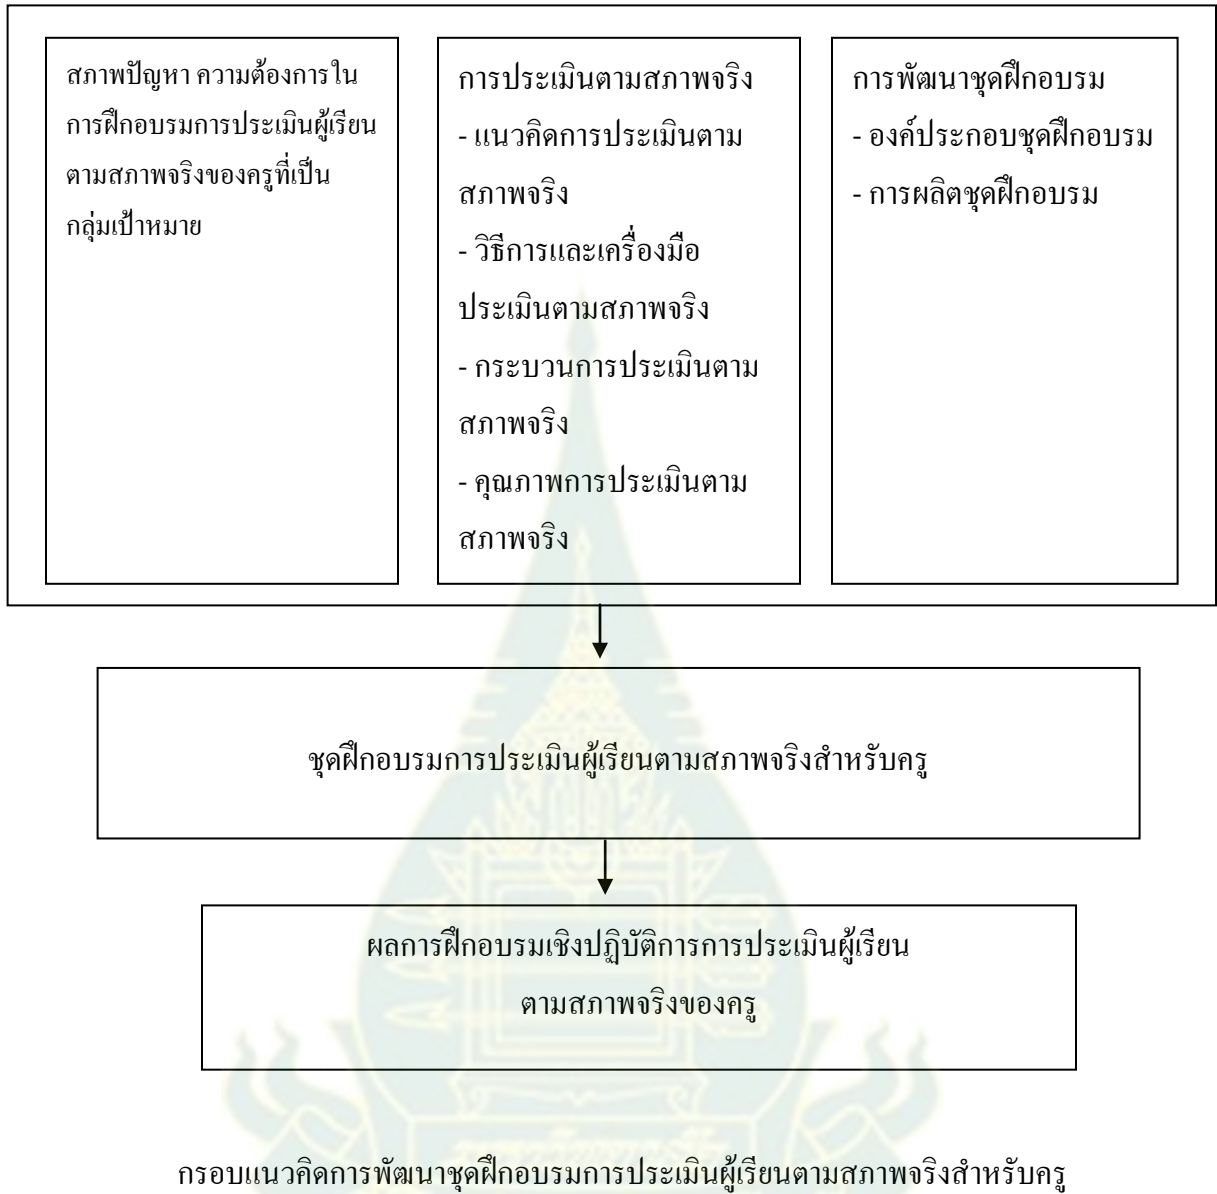 สภาพปัญหา ความต้องการใน
การฝึกอบรมการประเมินผู้เรียน
ตามสภาพจริงของครูที่เป็น
กลุ่มเป้าหมาย
การประเมินตามสภาพจริง
- แนวคิดการประเมินตาม
สภาพจริง
- วิธีการและเครื่องมือ
ประเมินตามสภาพจริง
- กระบวนการประเมินตาม
สภาพจริง
- คุณภาพการประเมินตาม
สภาพจริง
การพัฒนาชุดฝึกอบรม
- องค์ประกอบชุดฝึกอบรม
- การผลิตชุดฝึกอบรม
ชุดฝึกอบรมการประเมินผู้เรียนตามสภาพจริงสำหรับครู
ผลการฝึกอบรมเชิงปฏิบัติการการประเมินผู้เรียน
ตามสภาพจริงของครู
กรอบแนวคิดการพัฒนาชุดฝึกอบรมการประเมินผู้เรียนตามสภาพจริงสำหรับครู